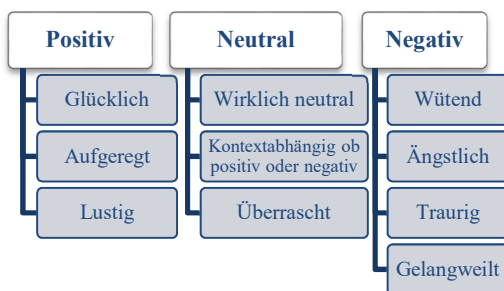 Positiv
Glücklich
Aufgeregt
Lustig
Neutral
Wirklich neutral
Kontextabhängig ob
positiv oder negativ
Überrascht
Negativ
Wütend
Ängstlich
Traurig
Gelangweilt